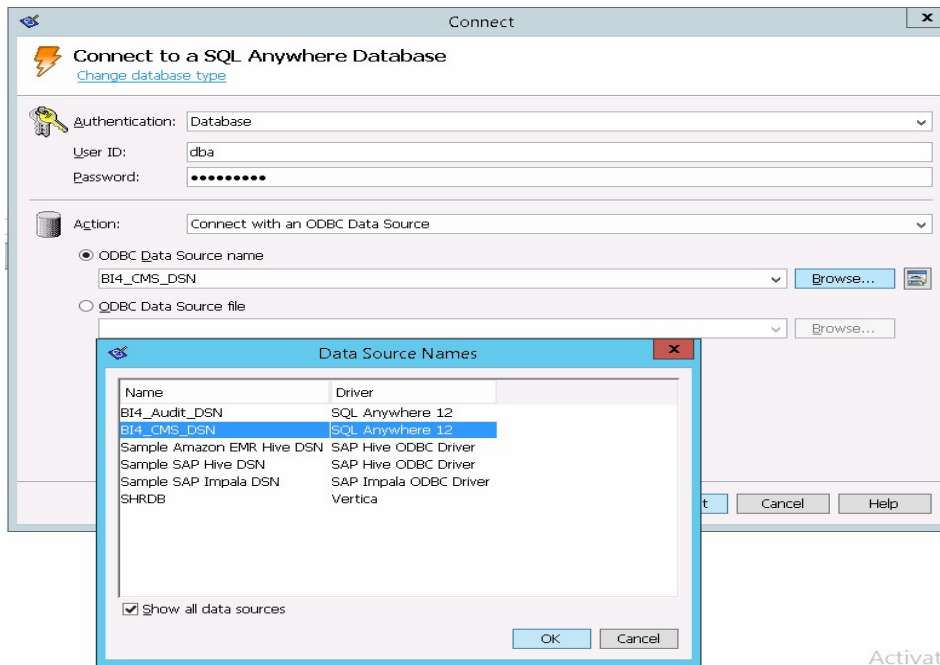 Connect
x
Connect to a SQL Anywhere Database
Change database type
Authentication: Database
User ID: dba
Password: •••••••••
Action: Connect with an ODBC Data Source
ODBC Data Source name
BI4_CMS_DSN Browse...
ODBC Data Source file
Browse...
Data Source Names
x
Name Driver
BI4_Audit_DSN SQL Anywhere 12
BI4_CMS_DSN SQL Anywhere 12
Sample Amazon EMR Hive DSN SAP Hive ODBC Driver
Sample SAP Hive DSN SAP Hive ODBC Driver
Sample SAP Impala DSN SAP Impala ODBC Driver
SHRDB Vertica
t Cancel Help
Show all data sources
OK Cancel
Activat